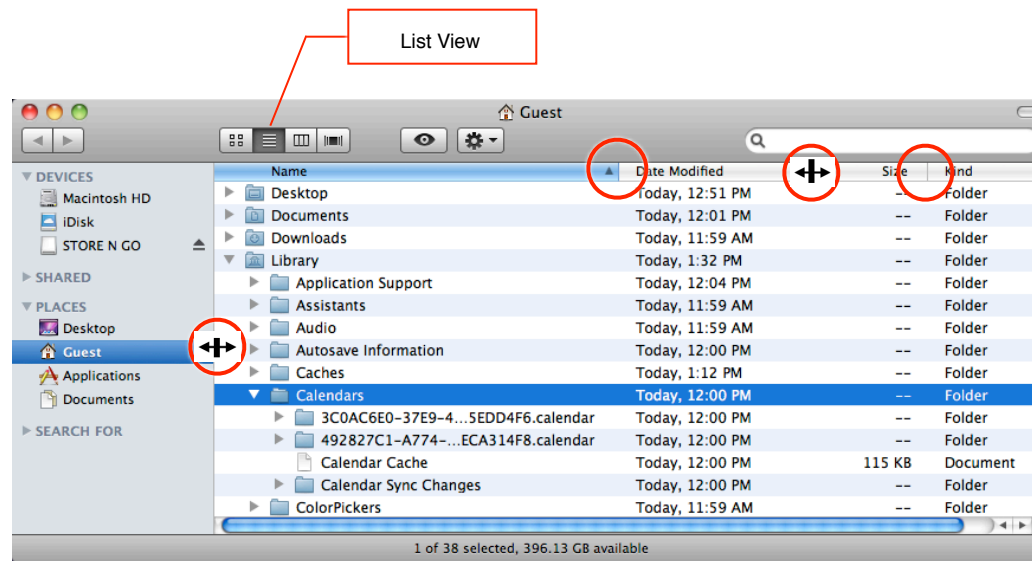 List View
Guest
Name Date Modified Size Kind
DEVICES
Macintosh HD
iDisk
STORE N GO
SHARED
PLACES
Desktop
Guest
Applications
Documents
SEARCH FOR
Desktop Today, 12:51 PM -- Folder
Documents Today, 12:01 PM -- Folder
Downloads Today, 11:59 AM -- Folder
Library Today, 1:32 PM -- Folder
Application Support Today, 12:04 PM -- Folder
Assistants Today, 11:59 AM -- Folder
Audio Today, 11:59 AM -- Folder
Autosave Information Today, 12:00 PM -- Folder
Caches Today, 1:12 PM -- Folder
Calendars Today, 12:00 PM -- Folder
3C0AC6E0-37E9-4...5EDD4F6.calendar Today, 12:00 PM -- Folder
492827C1-A774-...ECA314F8.calendar Today, 12:00 PM -- Folder
Calendar Cache Today, 12:00 PM 115 KB Document
Calendar Sync Changes Today, 12:00 PM -- Folder
ColorPickers Today, 11:59 AM -- Folder
1 of 38 selected, 396.13 GB available